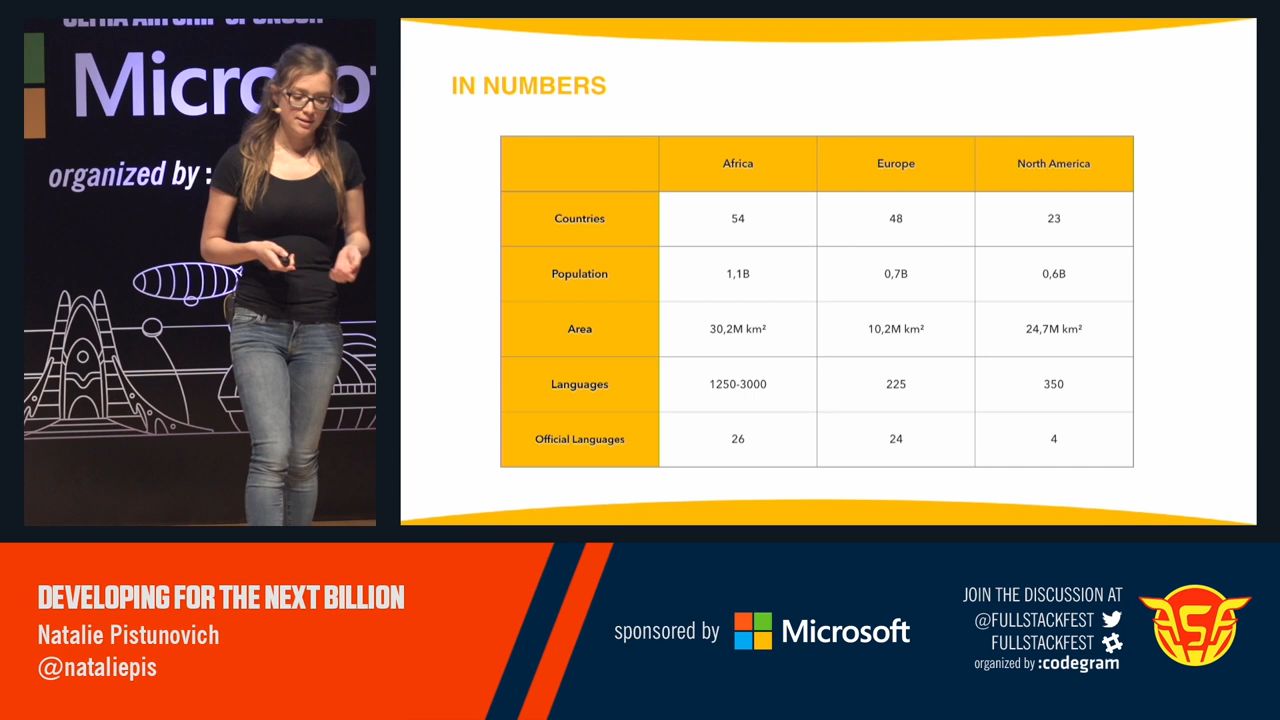 ULTRA AIRSHIP SPONSOR
Micro
organized by :
IN NUMBERS
Africa Europe North America
Countries 54 48 23
Population 1,1B 0,7B 0,6B
Area 30,2M km² 10,2M km² 24,7M km²
Languages 1250-3000 225 350
Official Languages 26 24 4
DEVELOPING FOR THE NEXT BILLION
Natalie Pistunovich
@nataliepis
sponsored by Microsoft
JOIN THE DISCUSSION AT
@FULLSTACKFEST
FULLSTACKFEST
organized by :codegram
FSF